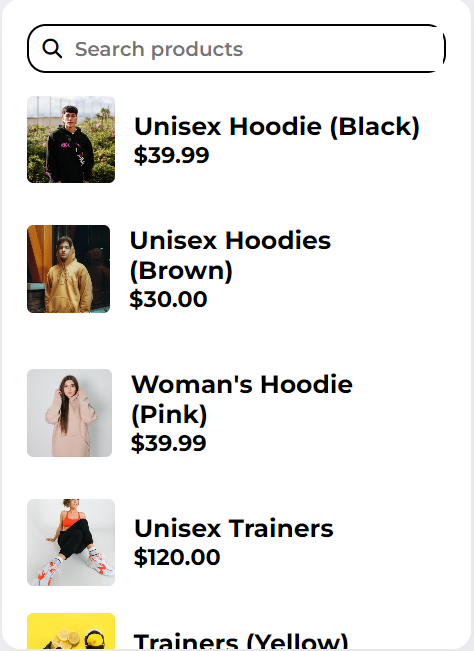 Search products
Unisex Hoodie (Black)
$39.99
Unisex Hoodies
(Brown)
$30.00
Woman's Hoodie
(Pink)
$39.99
Unisex Trainers
$120.00
Trainers (Yellow)